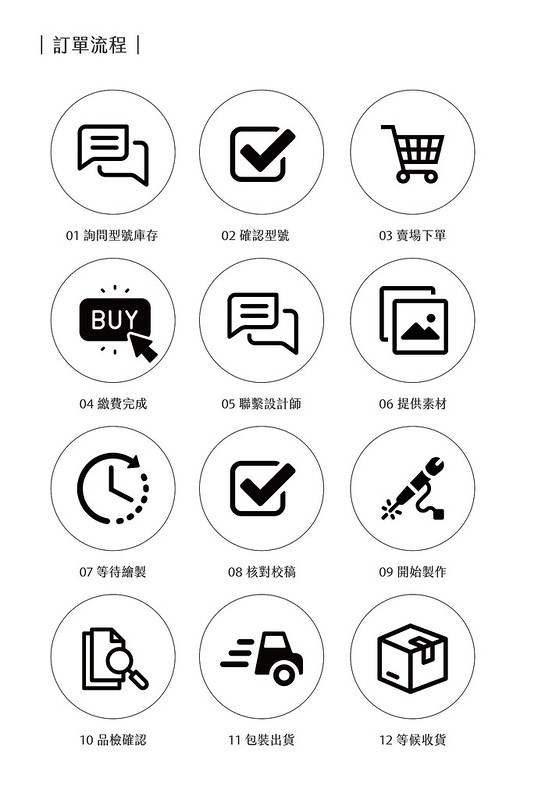 | 訂單流程 |
01 詢問型號庫存
02 確認型號
03 賣場下單
BUY
04 繳費完成
05 聯繫設計師
06 提供素材
07 等待繪製
08 核對校稿
09 開始製作
10 品檢確認
11 包裝出貨
12 等候收貨